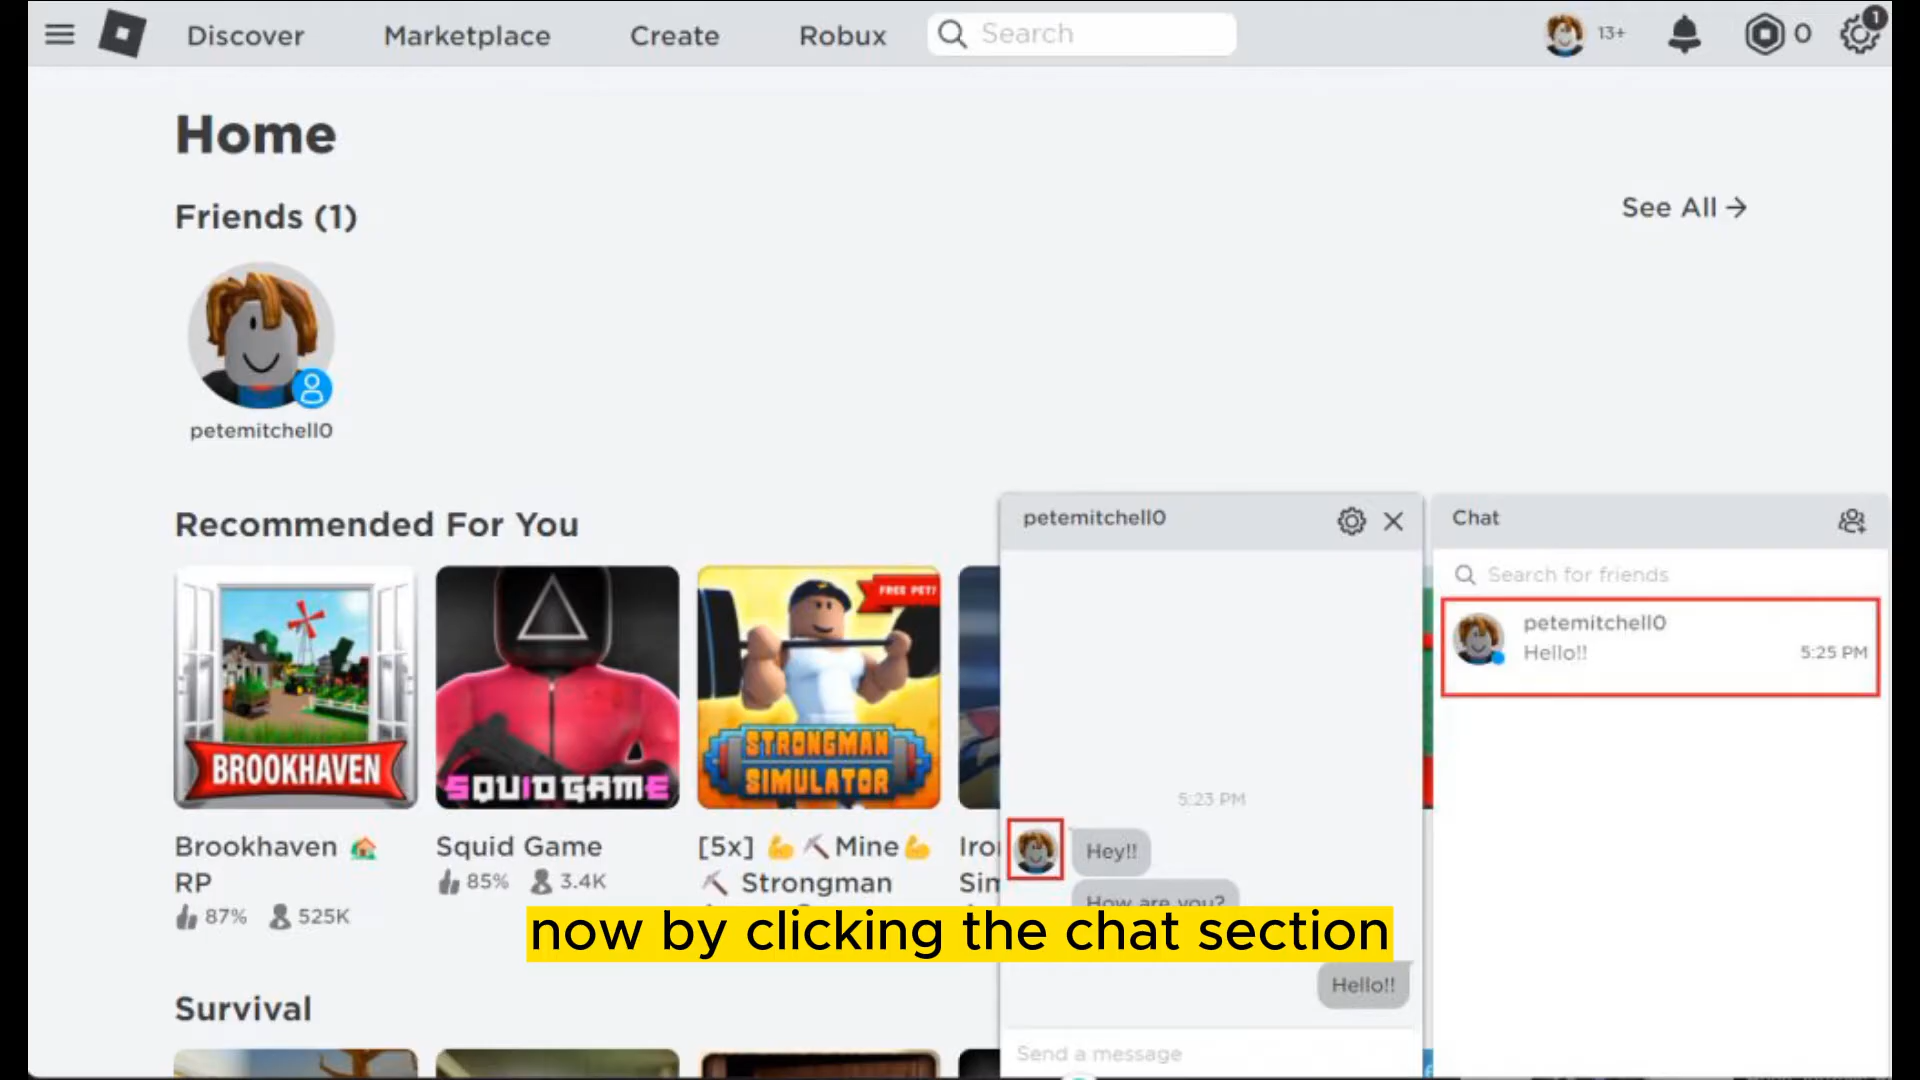 Discover
Marketplace
Create
Robux
Search
13+
0
1
Home
Friends (1)
See All
petemitchell0
Recommended For You
FREE PET!
BROOKHAVEN
SQUID GAME
STRONGMAN
SIMULATOR
Brookhaven
RP
87% 525K
Squid Game
85% 3.4K
[5x] Mine
Strongman
Survival
petemitchell0
5:23 PM
Hey!!
How are you?
Hello!!
Send a message
Chat
Search for friends
petemitchell0
Hello!!
5:25 PM
now by clicking the chat section